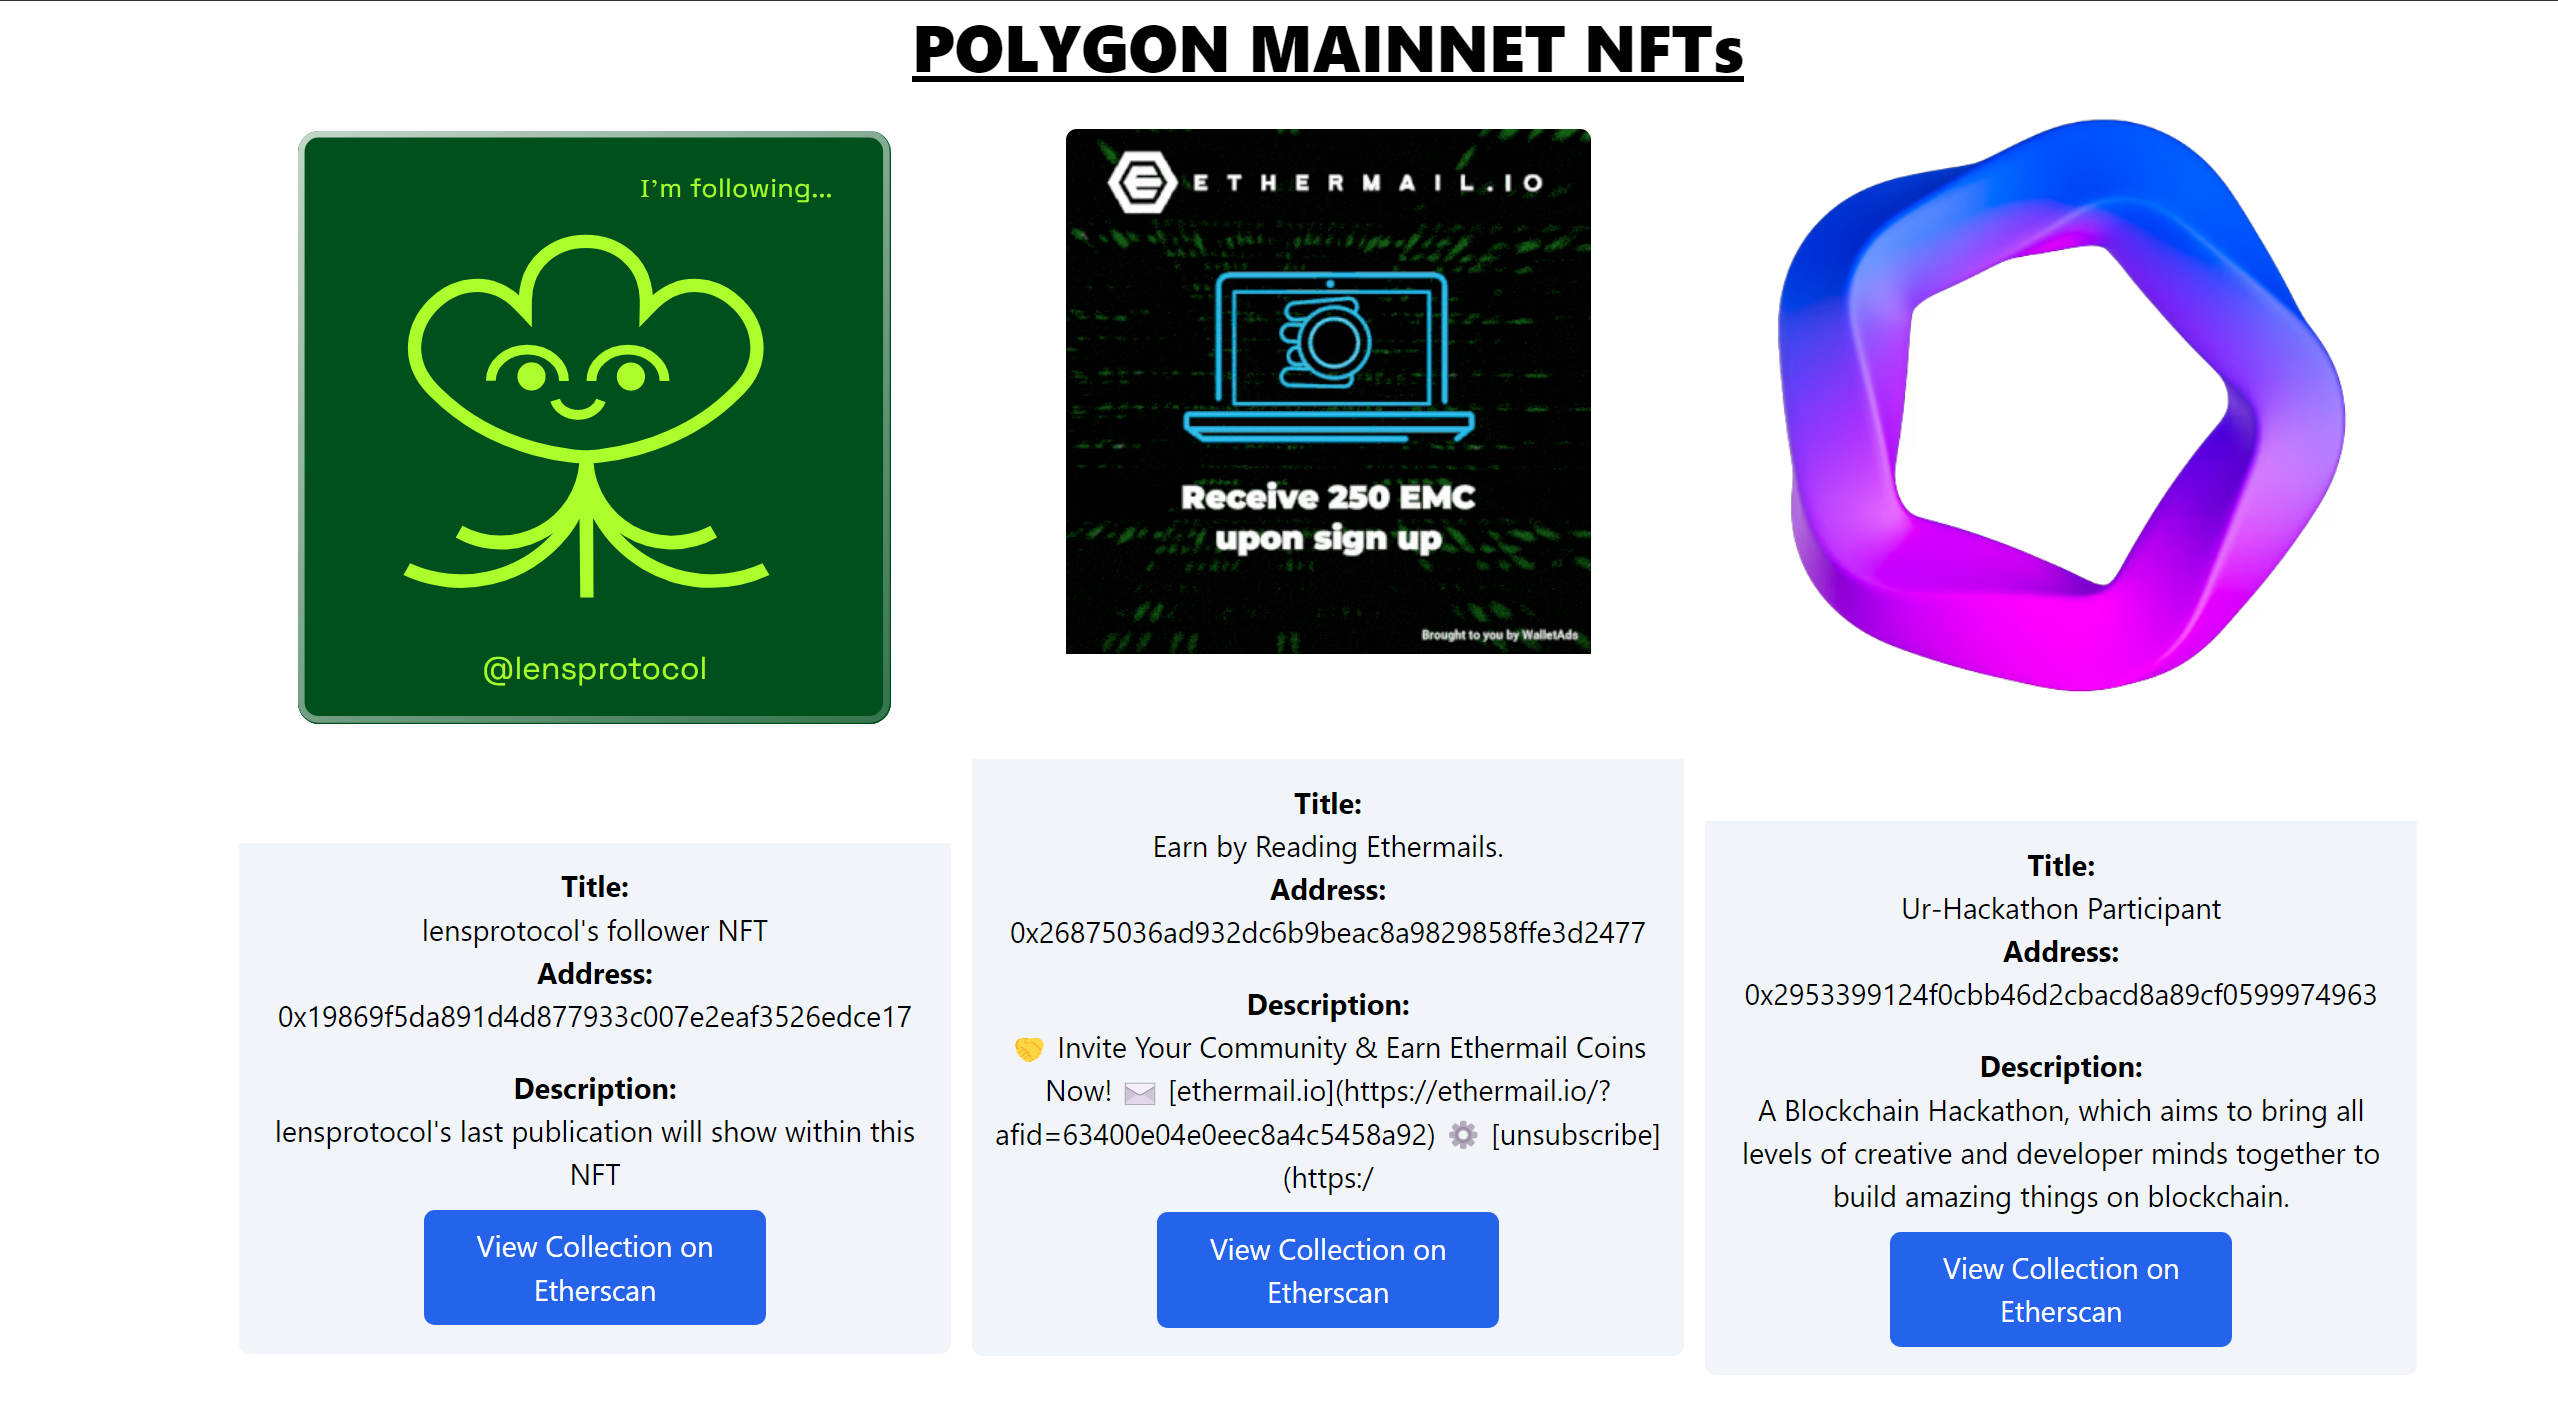 POLYGON MAINNET NFTs
I'm following...
@lensprotocol
ETHERMAIL.IO
Receive 250 EMC
upon sign up
Brought to you by WalletAds
Title:
lensprotocol's follower NFT
Address:
0x19869f5da891d4d877933c007e2eaf3526edce17
Description:
lensprotocol's last publication will show within this
NFT
View Collection on
Etherscan
Title:
Earn by Reading Ethermails.
Address:
0x26875036ad932dc6b9beac8a9829858ffe3d2477
Description:
🤝 Invite Your Community & Earn Ethermail Coins
Now! ✉️ [ethermail.io](https://ethermail.io/?
afid=63400e04e0eec8a4c5458a92) ⚙️ [unsubscribe]
(https:/
View Collection on
Etherscan
Title:
Ur-Hackathon Participant
Address:
0x2953399124f0cbb46d2cbacd8a89cf0599974963
Description:
A Blockchain Hackathon, which aims to bring all
levels of creative and developer minds together to
build amazing things on blockchain.
View Collection on
Etherscan